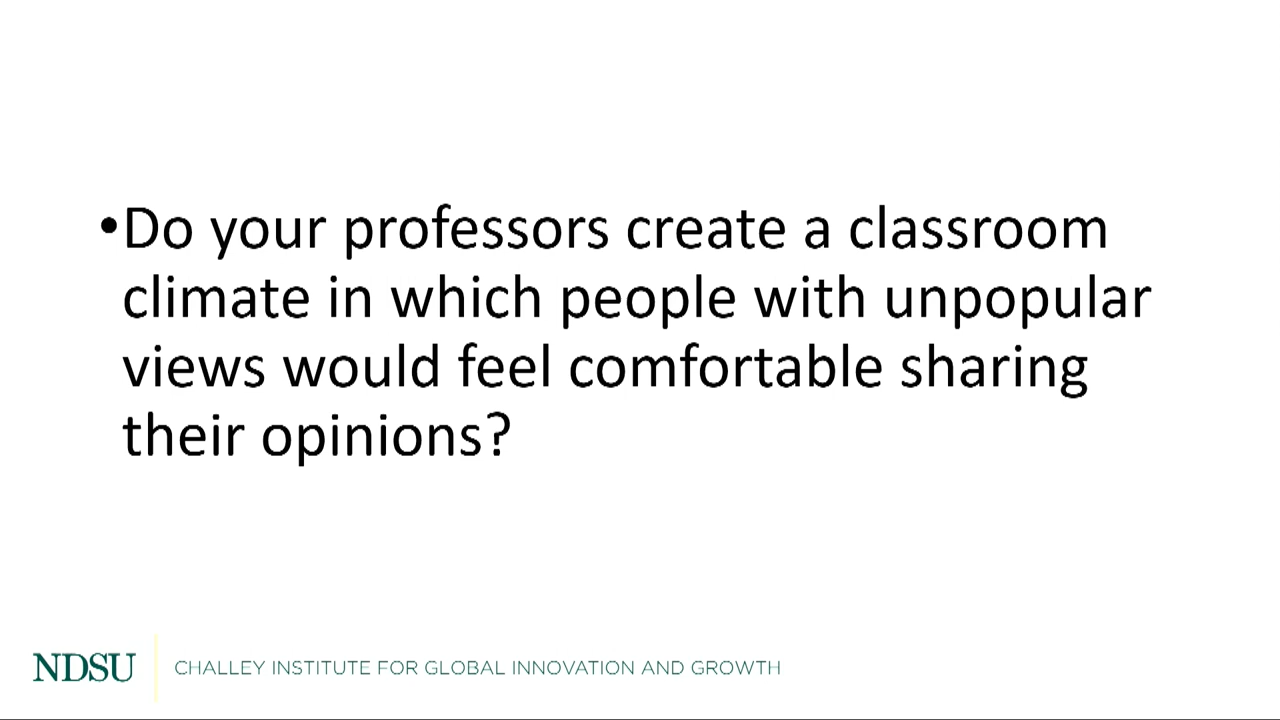 •Do your professors create a classroom
climate in which people with unpopular
views would feel comfortable sharing
their opinions?
NDSU CHALLEY INSTITUTE FOR GLOBAL INNOVATION AND GROWTH